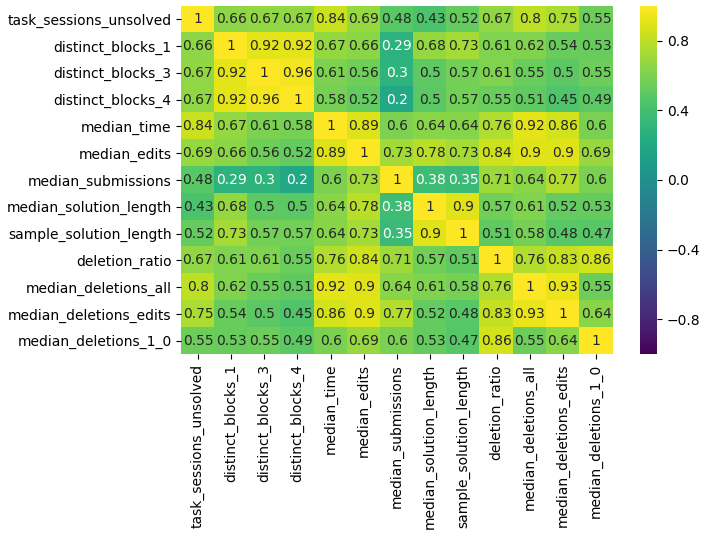 task_sessions_unsolved 1 0.66 0.67 0.67 0.84 0.69 0.48 0.43 0.52 0.67 0.8 0.75 0.55
distinct_blocks_1 0.66 1 0.92 0.92 0.67 0.66 0.29 0.68 0.73 0.61 0.62 0.54 0.53
distinct_blocks_3 0.67 0.92 1 0.96 0.61 0.56 0.3 0.5 0.57 0.61 0.55 0.5 0.55
distinct_blocks_4 0.67 0.92 0.96 1 0.58 0.52 0.2 0.5 0.57 0.55 0.51 0.45 0.49
median_time 0.84 0.67 0.61 0.58 1 0.89 0.6 0.64 0.64 0.76 0.92 0.86 0.6
median_edits 0.69 0.66 0.56 0.52 0.89 1 0.73 0.78 0.73 0.84 0.9 0.9 0.69
median_submissions 0.48 0.29 0.3 0.2 0.6 0.73 1 0.38 0.35 0.71 0.64 0.77 0.6
median_solution_length 0.43 0.68 0.5 0.5 0.64 0.78 0.38 1 0.9 0.57 0.61 0.52 0.53
sample_solution_length 0.52 0.73 0.57 0.57 0.64 0.73 0.35 0.9 1 0.51 0.58 0.48 0.47
deletion_ratio 0.67 0.61 0.61 0.55 0.76 0.84 0.71 0.57 0.51 1 0.76 0.83 0.86
median_deletions_all 0.8 0.62 0.55 0.51 0.92 0.9 0.64 0.61 0.58 0.76 1 0.93 0.55
median_deletions_edits 0.75 0.54 0.5 0.45 0.86 0.9 0.77 0.52 0.48 0.83 0.93 1 0.64
median_deletions_1_0 0.55 0.53 0.55 0.49 0.6 0.69 0.6 0.53 0.47 0.86 0.55 0.64 1
task_sessions_unsolved
distinct_blocks_1
distinct_blocks_3
distinct_blocks_4
median_time
median_edits
median_submissions
median_solution_length
sample_solution_length
deletion_ratio
median_deletions_all
median_deletions_edits
median_deletions_1_0
0.8
0.4
0.0
−0.4
−0.8